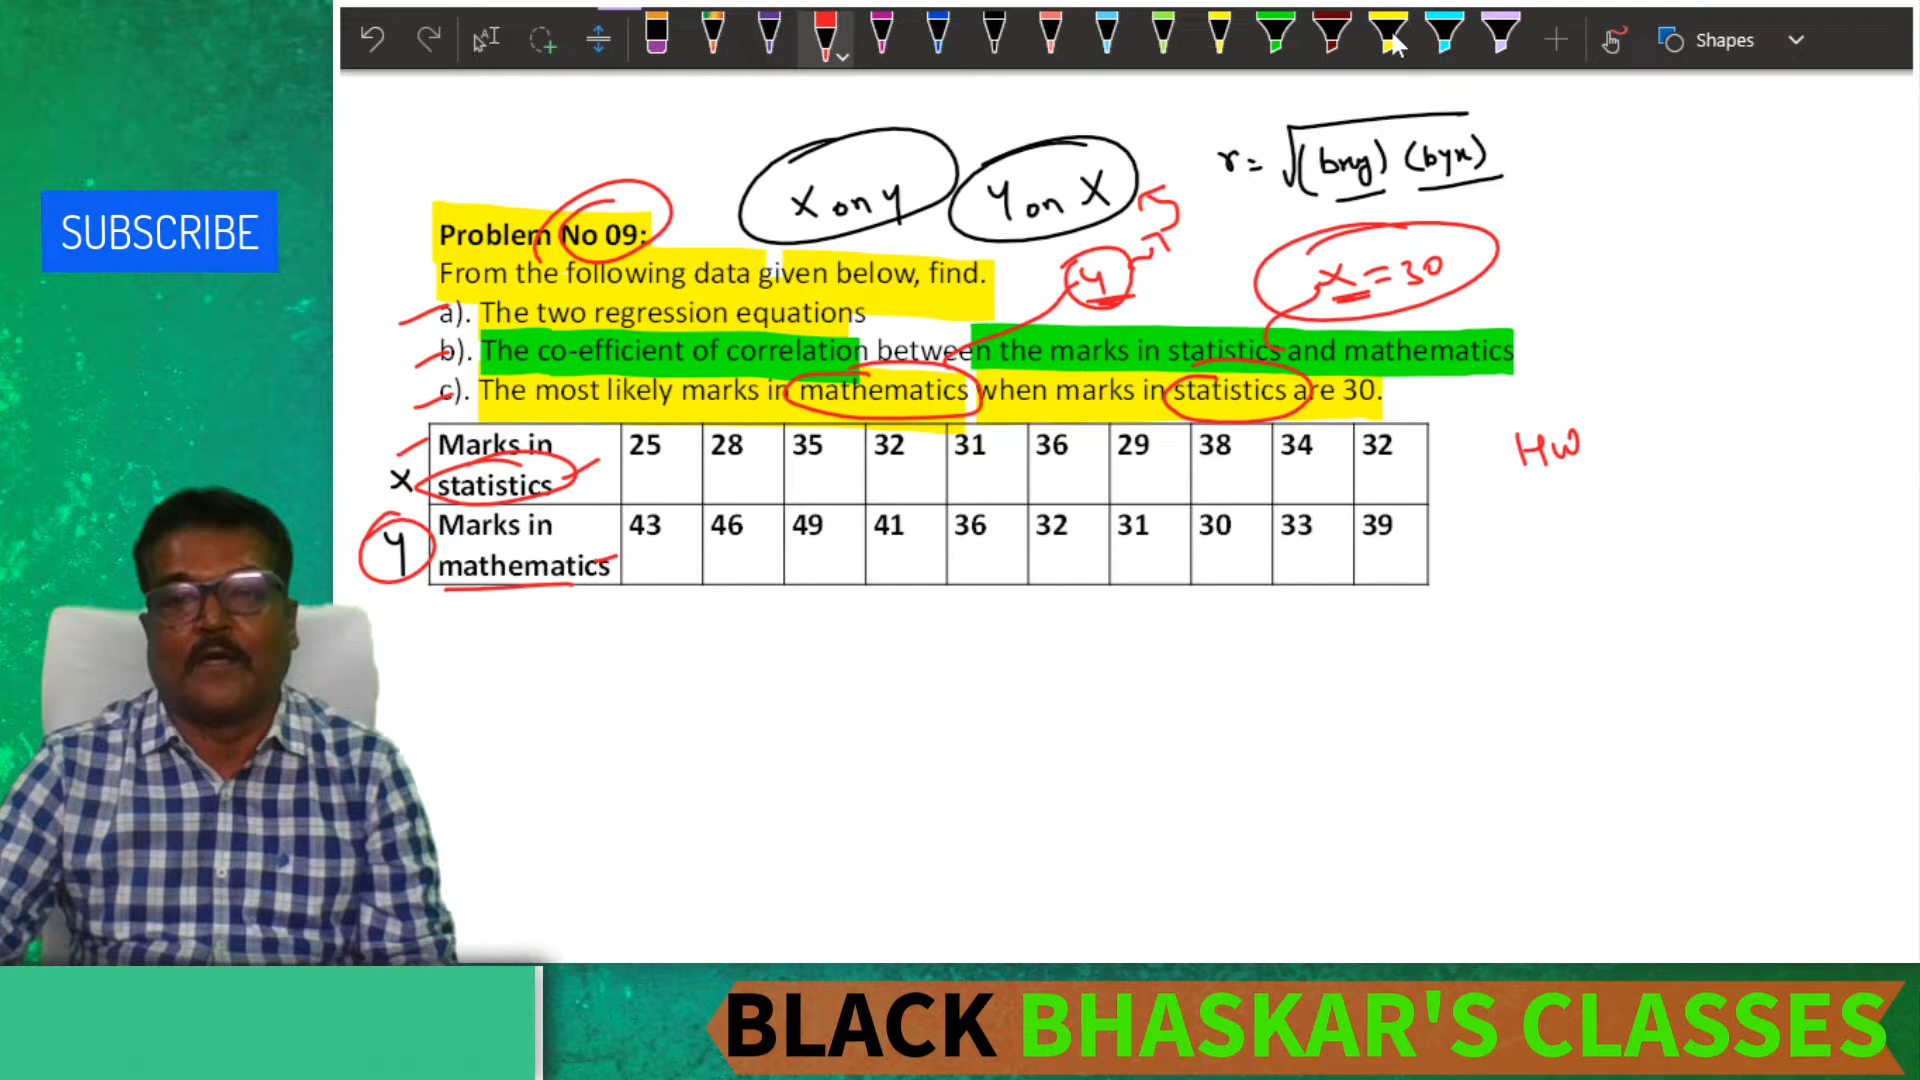 Shapes
SUBSCRIBE
X on y
Y on X
r = √(bxy) (byx)
Problem No 09:
From the following data given below, find.
y
x = 30
a). The two regression equations
b). The co-efficient of correlation between the marks in statistics and mathematics
c). The most likely marks in mathematics when marks in statistics are 30.
X Marks in statistics 25 28 35 32 31 36 29 38 34 32
HW
Y Marks in mathematics 43 46 49 41 36 32 31 30 33 39
BLACK BHASKAR'S CLASSES